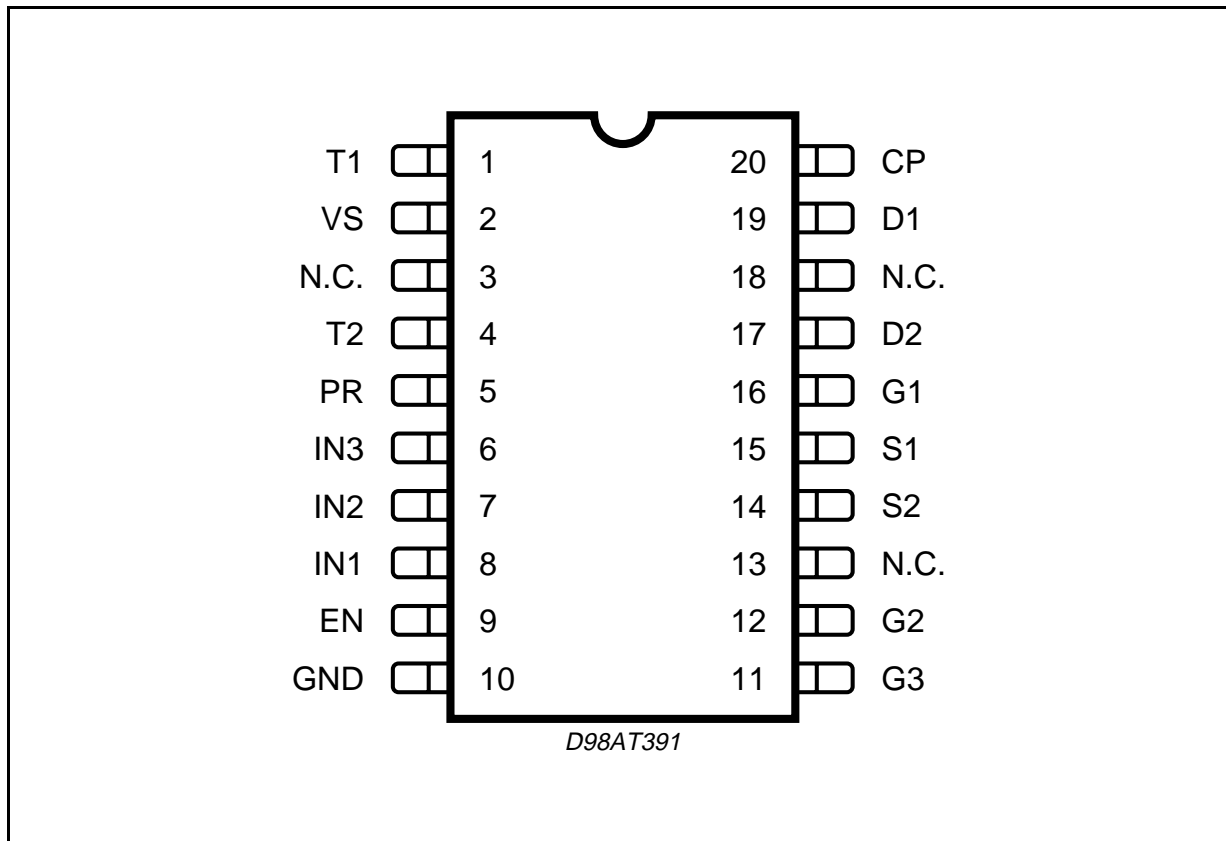 T1 1 20 CP
VS 2 19 D1
N.C. 3 18 N.C.
T2 4 17 D2
PR 5 16 G1
IN3 6 15 S1
IN2 7 14 S2
IN1 8 13 N.C.
EN 9 12 G2
GND 10 11 G3
D98AT391